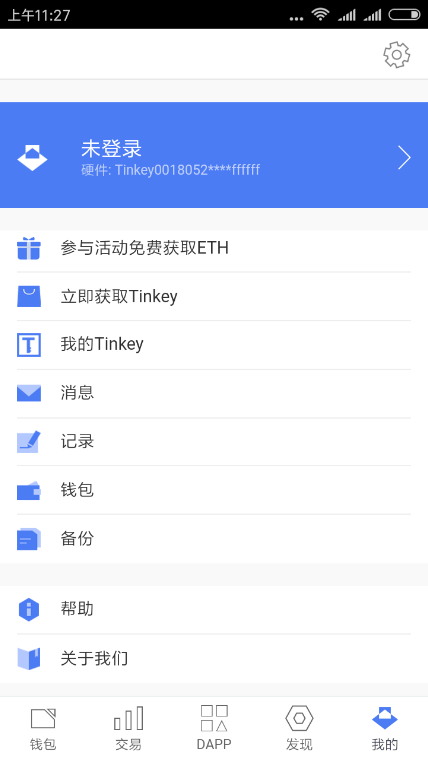 上午11:27
未登录
硬件: Tinkey0018052****ffffff
参与活动免费获取ETH
立即获取Tinkey
我的Tinkey
消息
记录
钱包
备份
帮助
关于我们
钱包 交易 DAPP 发现 我的